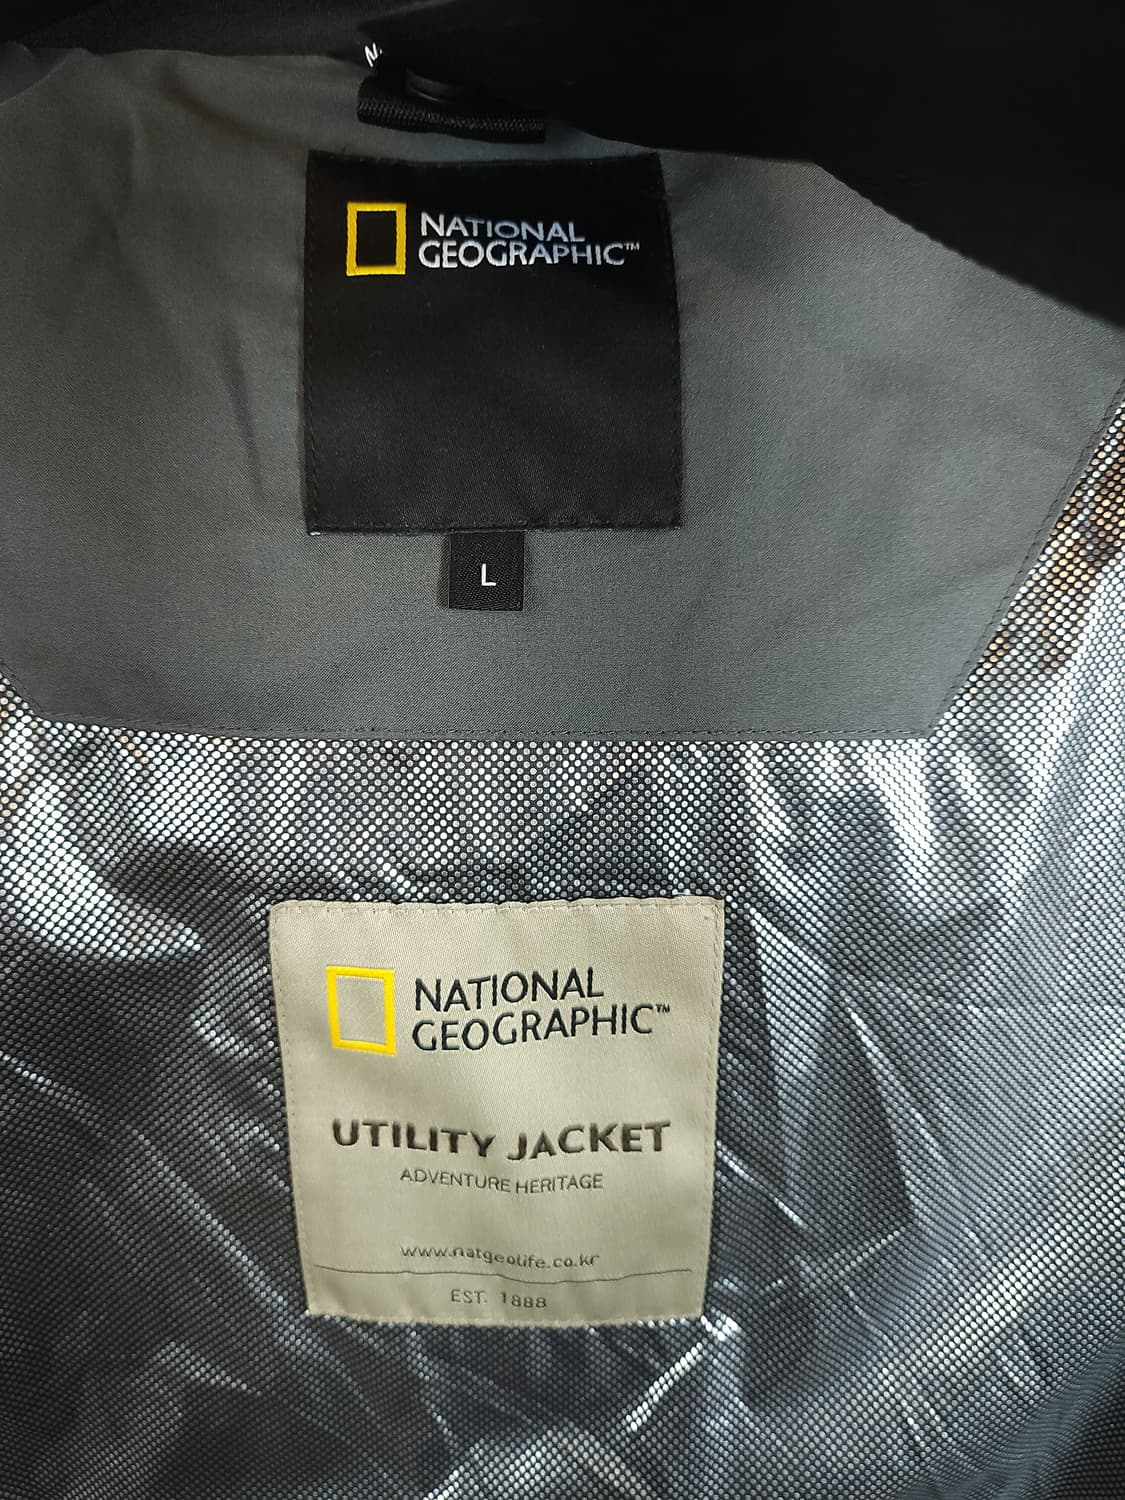 NATIONAL
GEOGRAPHIC™
L
NATIONAL
GEOGRAPHIC™
UTILITY JACKET
ADVENTURE HERITAGE
www.natgeolife.co.kr
EST. 1888